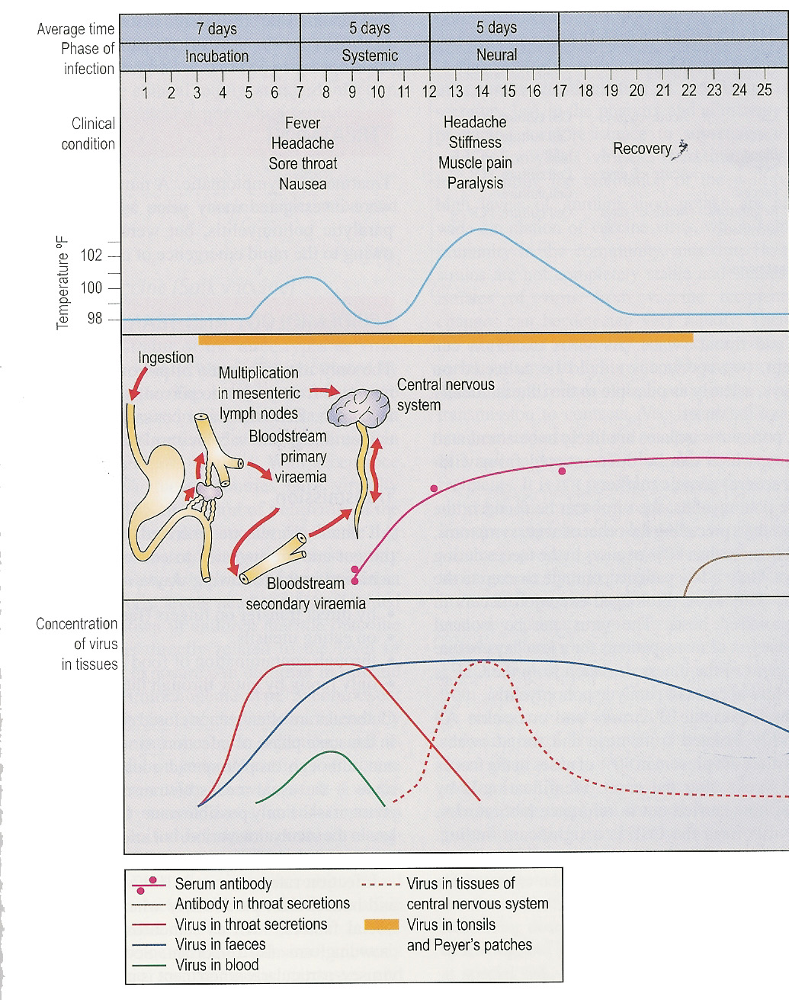 Average time 7 days 5 days 5 days
Phase of
infection Incubation Systemic Neural
1 2 3 4 5 6 7 8 9 10 11 12 13 14 15 16 17 18 19 20 21 22 23 24 25
Clinical
condition
Fever
Headache
Sore throat
Nausea
Headache
Stiffness
Muscle pain
Paralysis
Recovery
Temperature ºF
102
100
98
Ingestion
Multiplication
in mesenteric
lymph nodes
Central nervous
system
Bloodstream
primary
viraemia
Bloodstream
secondary viraemia
Concentration
of virus
in tissues
Serum antibody
Antibody in throat secretions
Virus in throat secretions
Virus in faeces
Virus in blood
Virus in tissues of
central nervous system
Virus in tonsils
and Peyer's patches